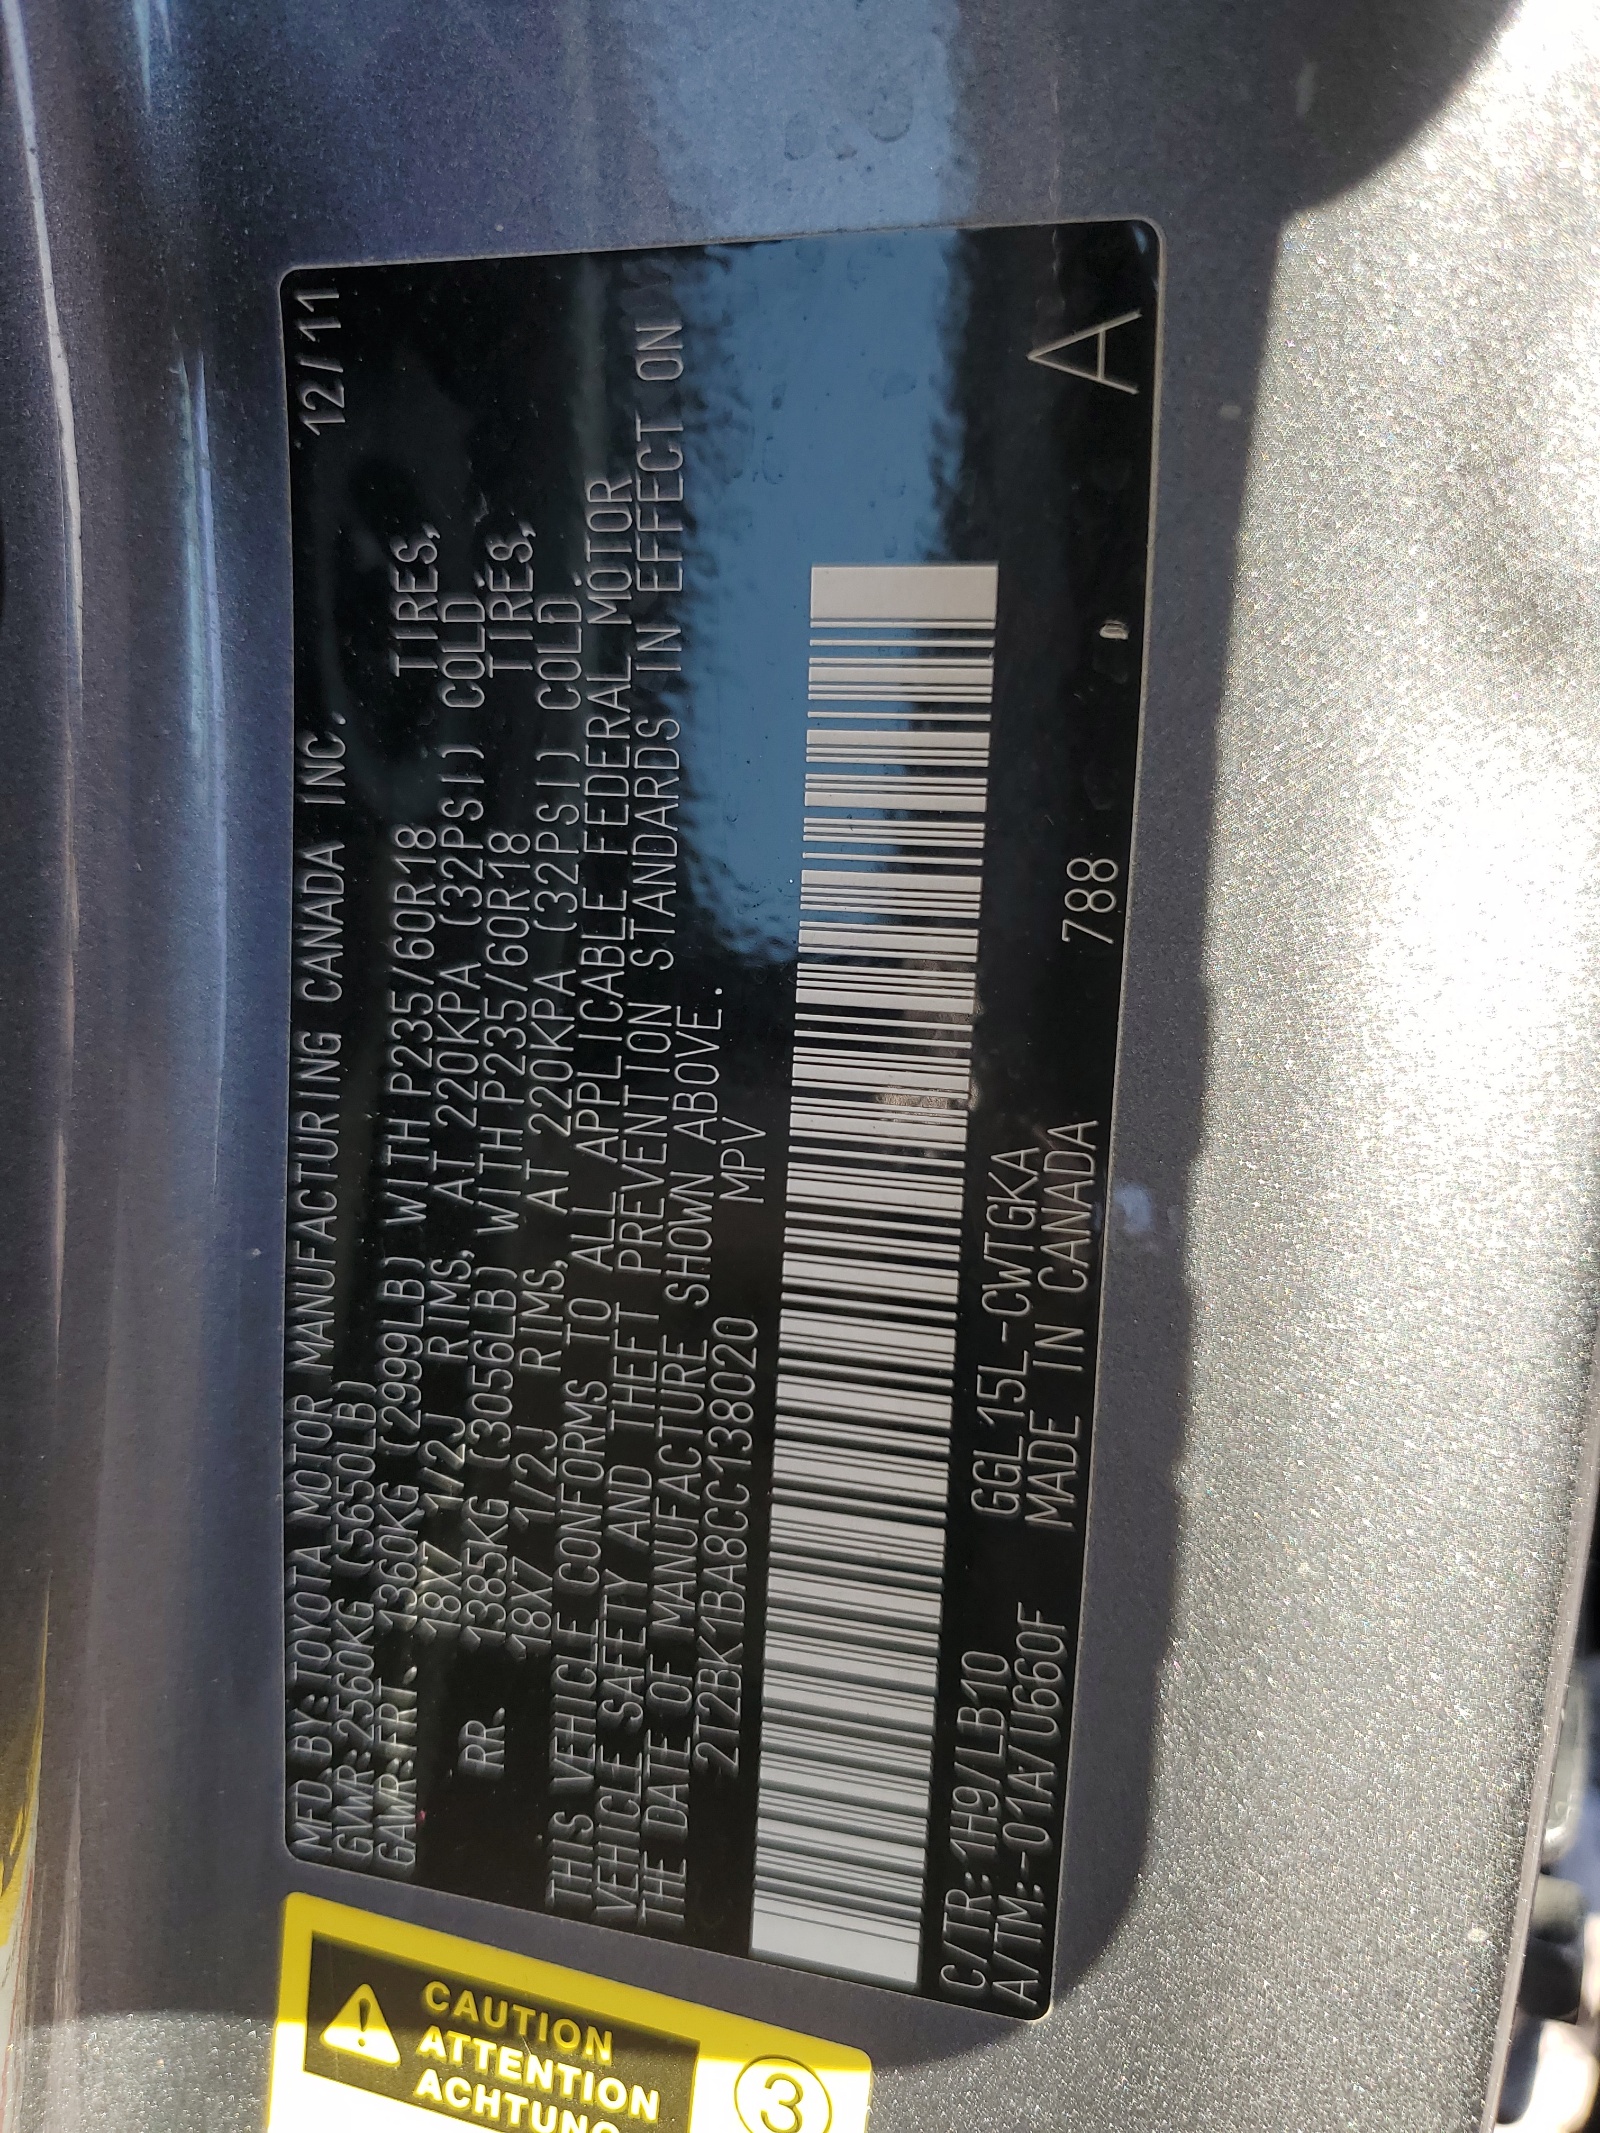 MFD. BY: TOYOTA MOTOR MANUFACTURING CANADA INC. 12/11
GVWR: 2560KG (5650LB)
GAWR: FRT. 1360KG (2999LB) WITH P235/60R18 TIRES,
18X7 1/2J RIMS, AT 220KPA (32PSI) COLD
RR. 1385KG (3056LB) WITH P235/60R18 TIRES,
18X7 1/2J RIMS, AT 220KPA (32PSI) COLD
THIS VEHICLE CONFORMS TO ALL APPLICABLE FEDERAL MOTOR
VEHICLE SAFETY AND THEFT PREVENTION STANDARDS IN EFFECT ON
THE DATE OF MANUFACTURE SHOWN ABOVE.
2T2BK1BA8CC138020 MPV
C/TR: 1H9/LB10 GGL15L-CWTGKA
A/TM: -01A/U660F MADE IN CANADA 788 A
CAUTION
ATTENTION
3